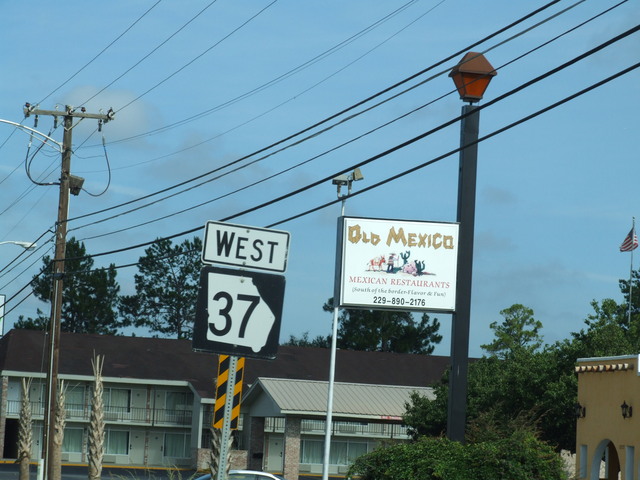 WEST
37
OLD MEXICO
MEXICAN RESTAURANTS
(South of the border-Flavor & Fun)
229-890-2176